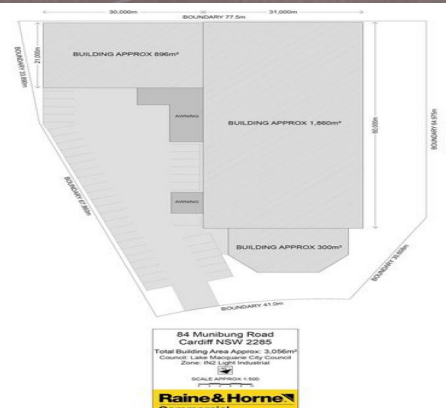 30,000m
31,000m
BOUNDARY 77.5m
21,000m
BUILDING APPROX 896m²
AWNING
BUILDING APPROX 1,860m²
60,000m
AWNING
BUILDING APPROX 300m²
BOUNDARY 41.0m
84 Munibung Road
Cardiff NSW 2285
Total Building Area Approx: 3,056m²
Council: Lake Macquarie City Council
Zone: IN2 Light Industrial
SCALE APPROX 1:500
Raine&Horne
Commercial